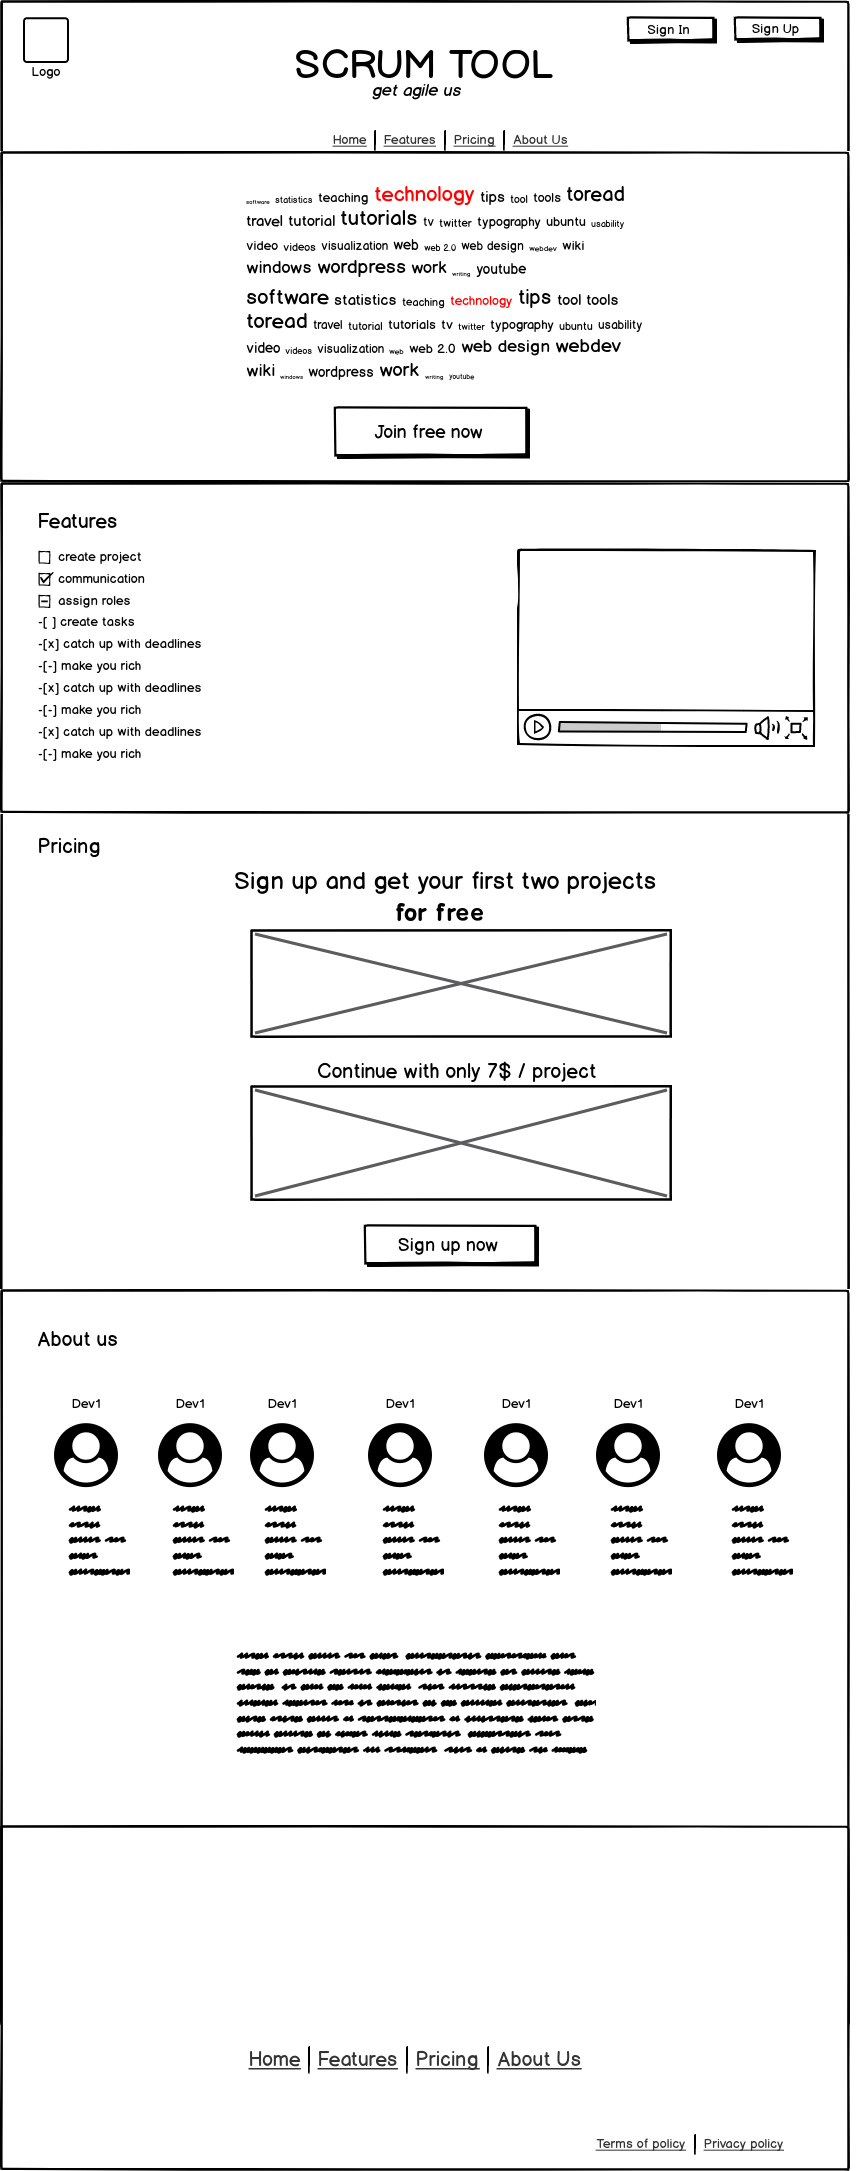 Sign In
Sign Up
Logo
SCRUM TOOL
get agile us
Home | Features | Pricing | About Us
software statistics teaching technology tips tool tools toread
travel tutorial tutorials tv twitter typography ubuntu usability
video videos visualization web web 2.0 web design webdev wiki
windows wordpress work writing youtube
software statistics teaching technology tips tool tools
toread travel tutorial tutorials tv twitter typography ubuntu usability
video videos visualization web web 2.0 web design webdev
wiki windows wordpress work writing youtube
Join free now
Features
create project
communication
assign roles
-[ ] create tasks
-[x] catch up with deadlines
-[-] make you rich
-[x] catch up with deadlines
-[-] make you rich
-[x] catch up with deadlines
-[-] make you rich
Pricing
Sign up and get your first two projects
for free
Continue with only 7$ / project
Sign up now
About us
Dev1 Dev1 Dev1 Dev1 Dev1 Dev1 Dev1
Home | Features | Pricing | About Us
Terms of policy | Privacy policy